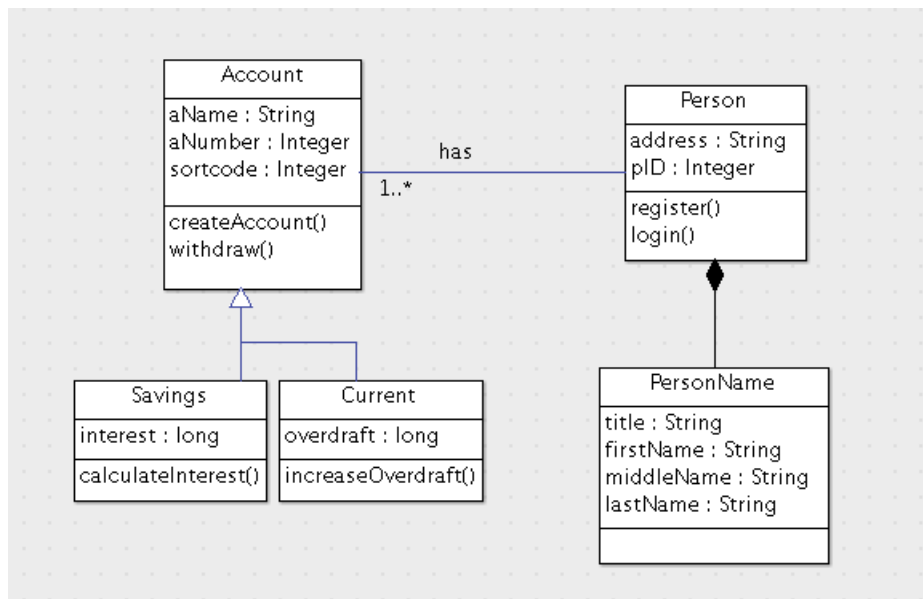 Account
aName : String
aNumber : Integer
sortcode : Integer
createAccount()
withdraw()
has
1..*
Person
address : String
pID : Integer
register()
login()
Savings
interest : long
calculateInterest()
Current
overdraft : long
increaseOverdraft()
PersonName
title : String
firstName : String
middleName : String
lastName : String